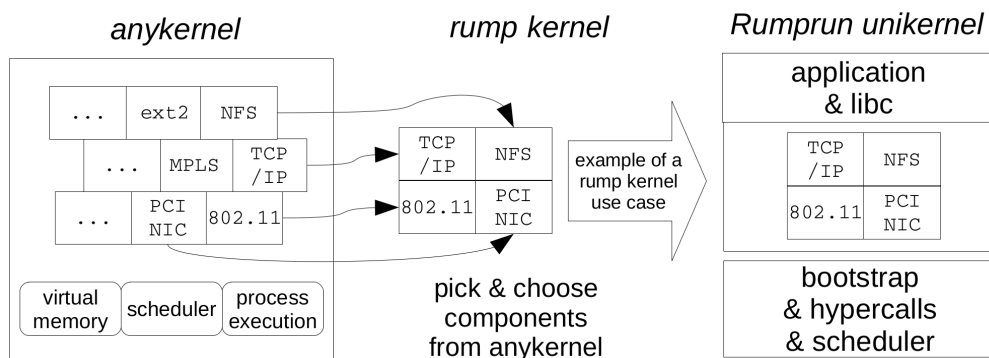 anykernel
... ext2 NFS
... MPLS TCP
/IP
... PCI
NIC 802.11
virtual
memory
scheduler
process
execution
rump kernel
TCP
/IP NFS
802.11 PCI
NIC
pick & choose
components
from anykernel
example of a
rump kernel
use case
Rumprun unikernel
application
& libc
TCP
/IP NFS
802.11 PCI
NIC
bootstrap
& hypercalls
& scheduler